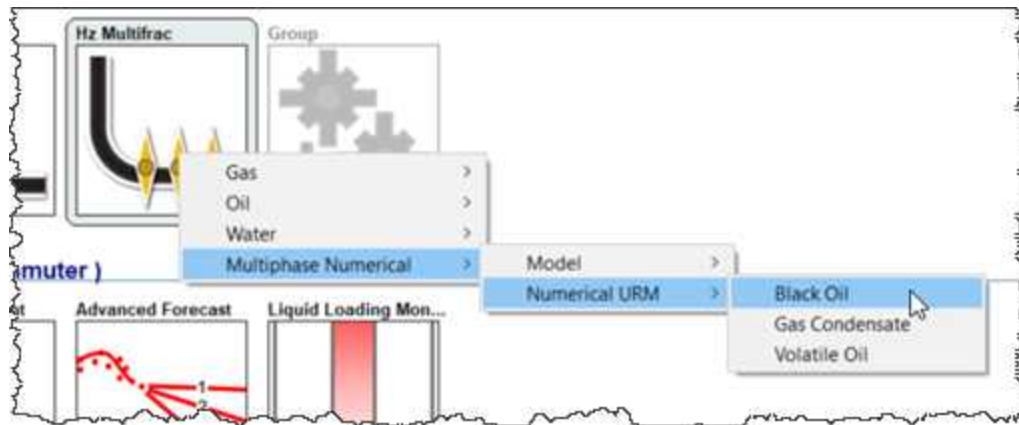 Hz Multifrac
Group
Gas
Oil
Water
Multiphase Numerical
Model
Numerical URM
Black Oil
Gas Condensate
Volatile Oil
muter )
Advanced Forecast
Liquid Loading Mon...
1
2